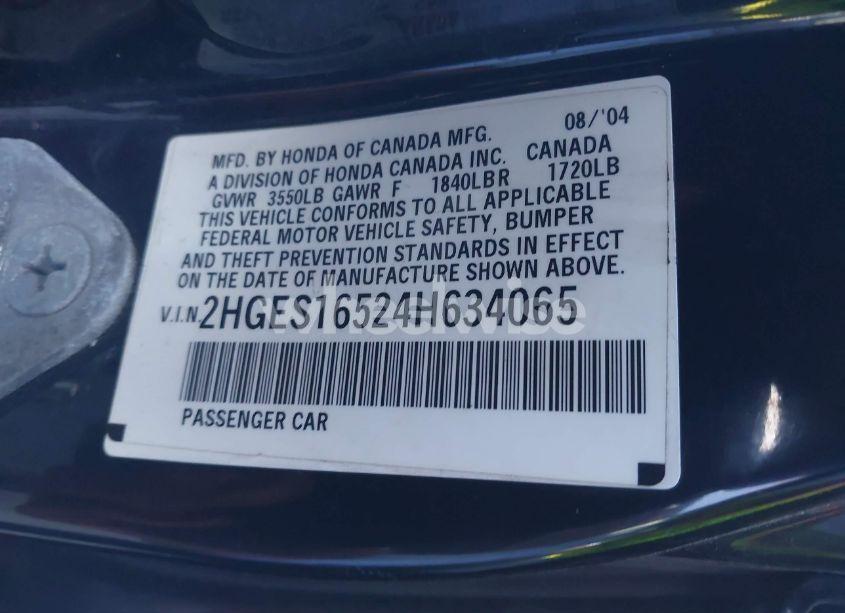 MFD. BY HONDA OF CANADA MFG. 08/'04
A DIVISION OF HONDA CANADA INC. CANADA
GVWR 3550LB GAWR F 1840LBR 1720LB
THIS VEHICLE CONFORMS TO ALL APPLICABLE
FEDERAL MOTOR VEHICLE SAFETY, BUMPER
AND THEFT PREVENTION STANDARDS IN EFFECT
ON THE DATE OF MANUFACTURE SHOWN ABOVE.
V.I.N. 2HGES16524H634065
PASSENGER CAR